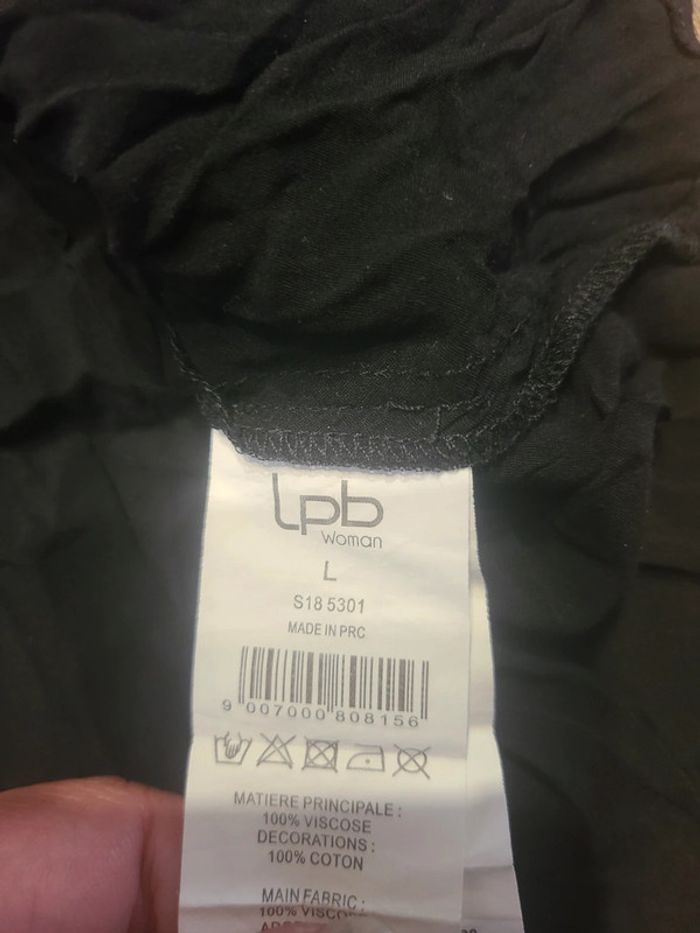 lpb
Woman
L
S18 5301
MADE IN PRC
9 007000 808156
MATIERE PRINCIPALE :
100% VISCOSE
DECORATIONS :
100% COTON
MAIN FABRIC :
100%